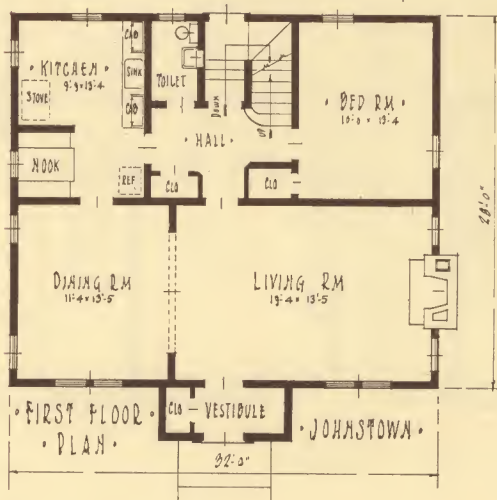 KITCHEN
9'-9 x 13'-4
CAB
SINK
CAB
STOVE
REF
NOOK
TOILET
DOWN
UP
HALL
CLO
CLO
BED RM
10'-0 x 13'-4
28'-0"
DINING RM
11'-4 x 13'-5
LIVING RM
19'-4 x 13'-5
CLO
VESTIBULE
FIRST FLOOR
PLAN
JOHNSTOWN
32'-0"